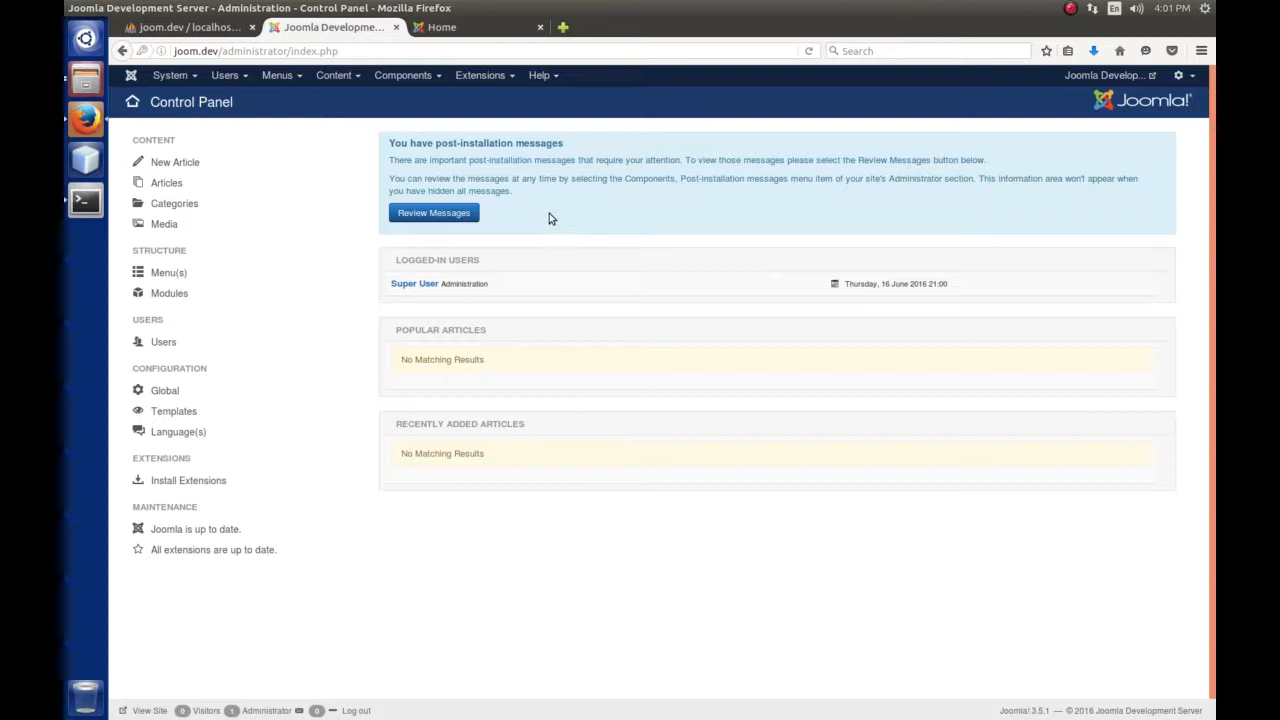 Joomla Development Server - Administration - Control Panel - Mozilla Firefox
En
4:01 PM
joom.dev / localhos...
Joomla Developme...
Home
joom.dev/administrator/index.php
Search
System
Users
Menus
Content
Components
Extensions
Help
Joomla Develop...
Control Panel
Joomla!®
CONTENT
New Article
Articles
Categories
Media
STRUCTURE
Menu(s)
Modules
USERS
Users
CONFIGURATION
Global
Templates
Language(s)
EXTENSIONS
Install Extensions
MAINTENANCE
Joomla is up to date.
All extensions are up to date.
You have post-installation messages
There are important post-installation messages that require your attention. To view those messages please select the Review Messages button below.
You can review the messages at any time by selecting the Components, Post-installation messages menu item of your site's Administrator section. This information area won't appear when
you have hidden all messages.
Review Messages
LOGGED-IN USERS
Super User Administration
Thursday, 16 June 2016 21:00
POPULAR ARTICLES
No Matching Results
RECENTLY ADDED ARTICLES
No Matching Results
View Site
0 Visitors
1 Administrator
0
Log out
Joomla! 3.5.1 — © 2016 Joomla Development Server